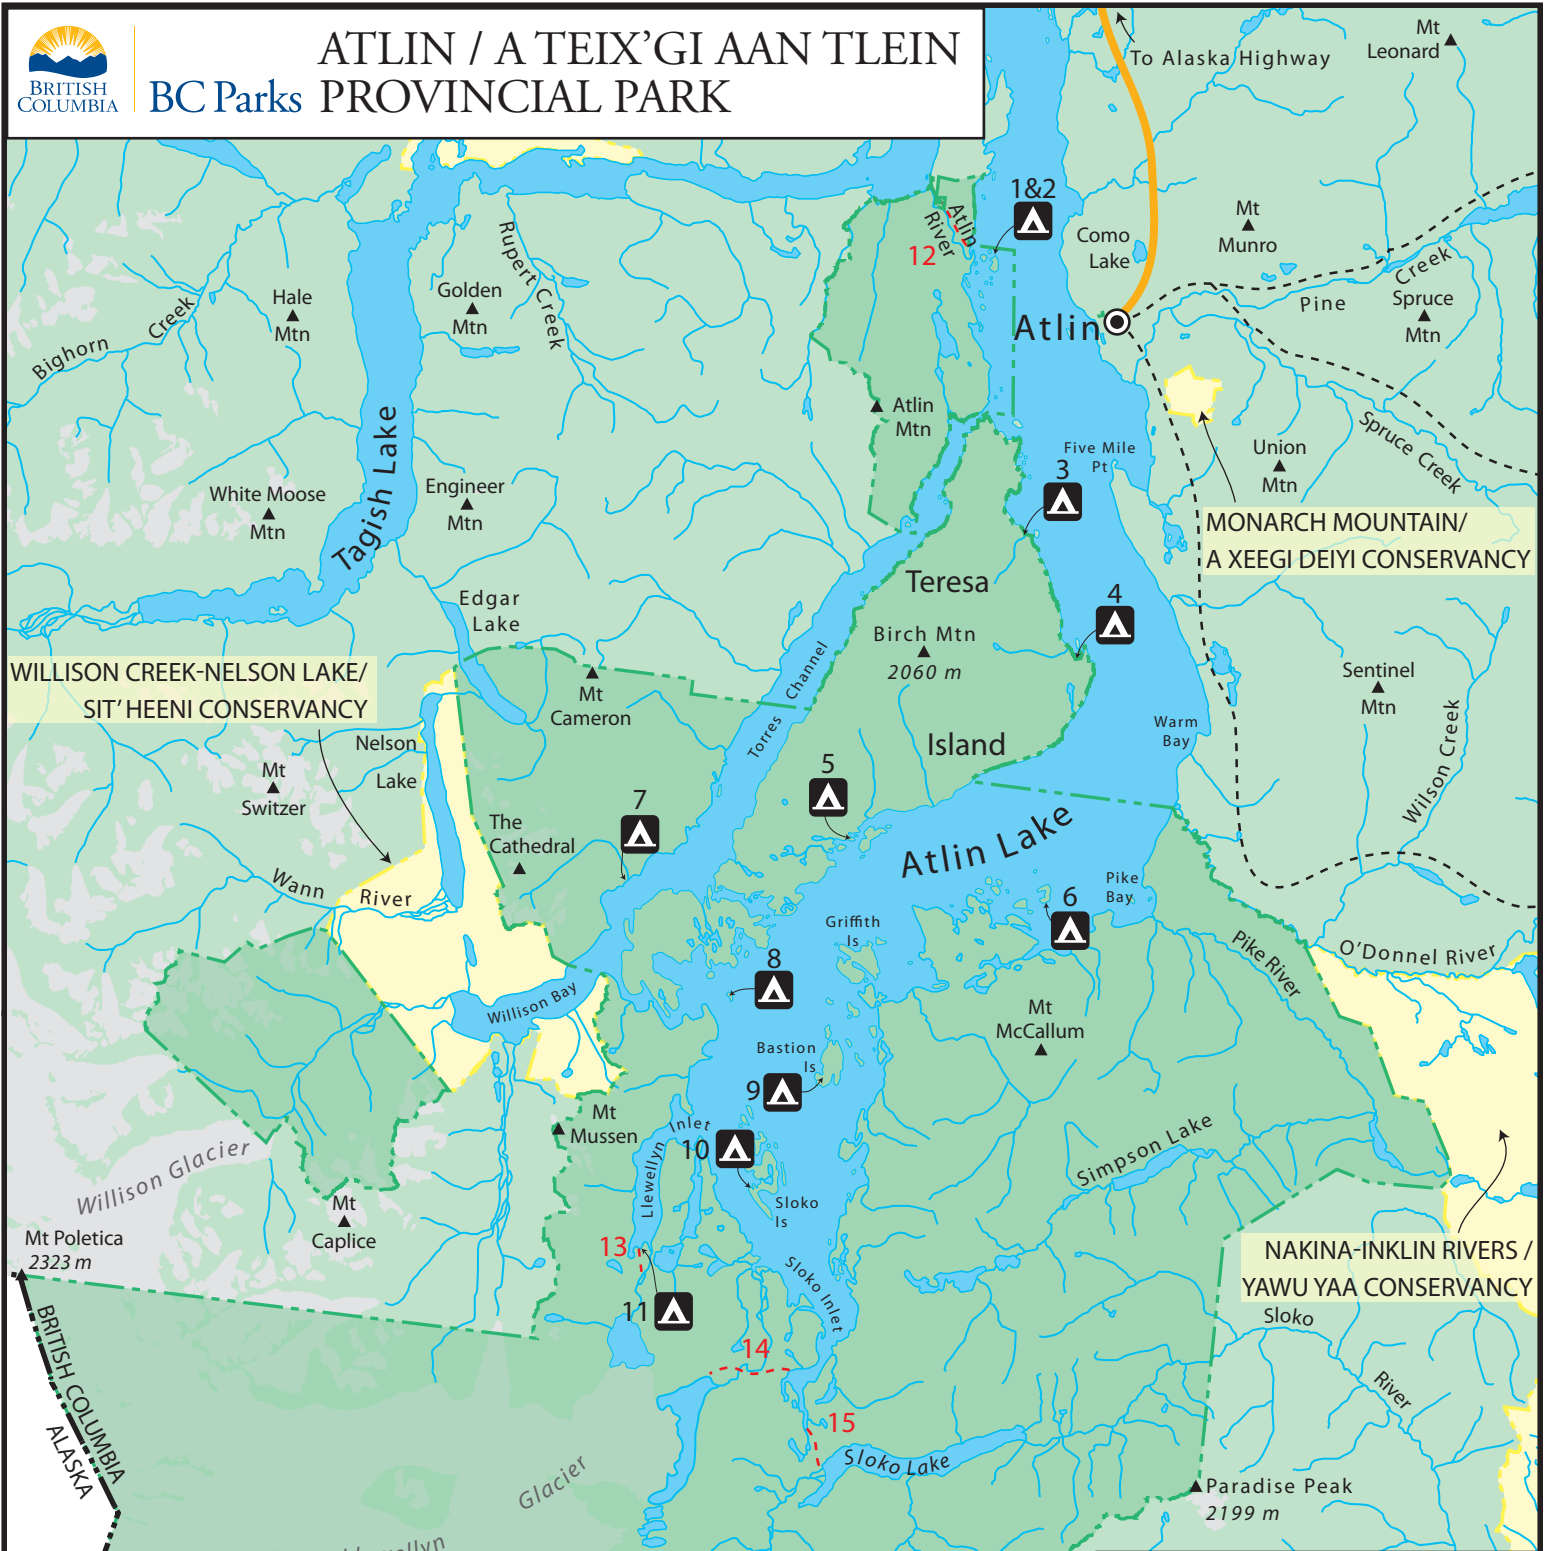 BRITISH
COLUMBIA
BC Parks
ATLIN / A TEIX’GI AAN TLEIN
PROVINCIAL PARK
To Alaska Highway
Mt
Leonard
1&2
Atlin
River
12
Como
Lake
Mt
Munro
Pine
Creek
Spruce
Mtn
Rupert Creek
Golden
Mtn
Hale
Mtn
Bighorn
Creek
Atlin
Atlin
Mtn
Tagish Lake
Five Mile
Pt
3
Union
Mtn
Spruce Creek
White Moose
Mtn
Engineer
Mtn
MONARCH MOUNTAIN/
A XEEGI DEIYI CONSERVANCY
Teresa
4
Edgar
Lake
Birch Mtn
2060 m
WILLISON CREEK-NELSON LAKE/
SIT’ HEENI CONSERVANCY
Mt
Cameron
Torres
Channel
Sentinel
Mtn
Wilson Creek
Warm
Bay
Island
Nelson
Lake
Mt
Switzer
5
7
The
Cathedral
Atlin Lake
Wann
River
Pike
Bay
6
Griffith
Is
Pike River
O’Donnel River
8
Willison Bay
Mt
McCallum
Bastion
Is
9
Mt
Mussen
Llewellyn
Inlet
10
Simpson Lake
Willison Glacier
Sloko
Is
Mt
Caplice
Mt Poletica
2323 m
13
NAKINA-INKLIN RIVERS /
YAWU YAA CONSERVANCY
Sloko Inlet
11
Sloko
River
BRITISH COLUMBIA
ALASKA
14
15
Sloko Lake
Glacier
Paradise Peak
2199 m